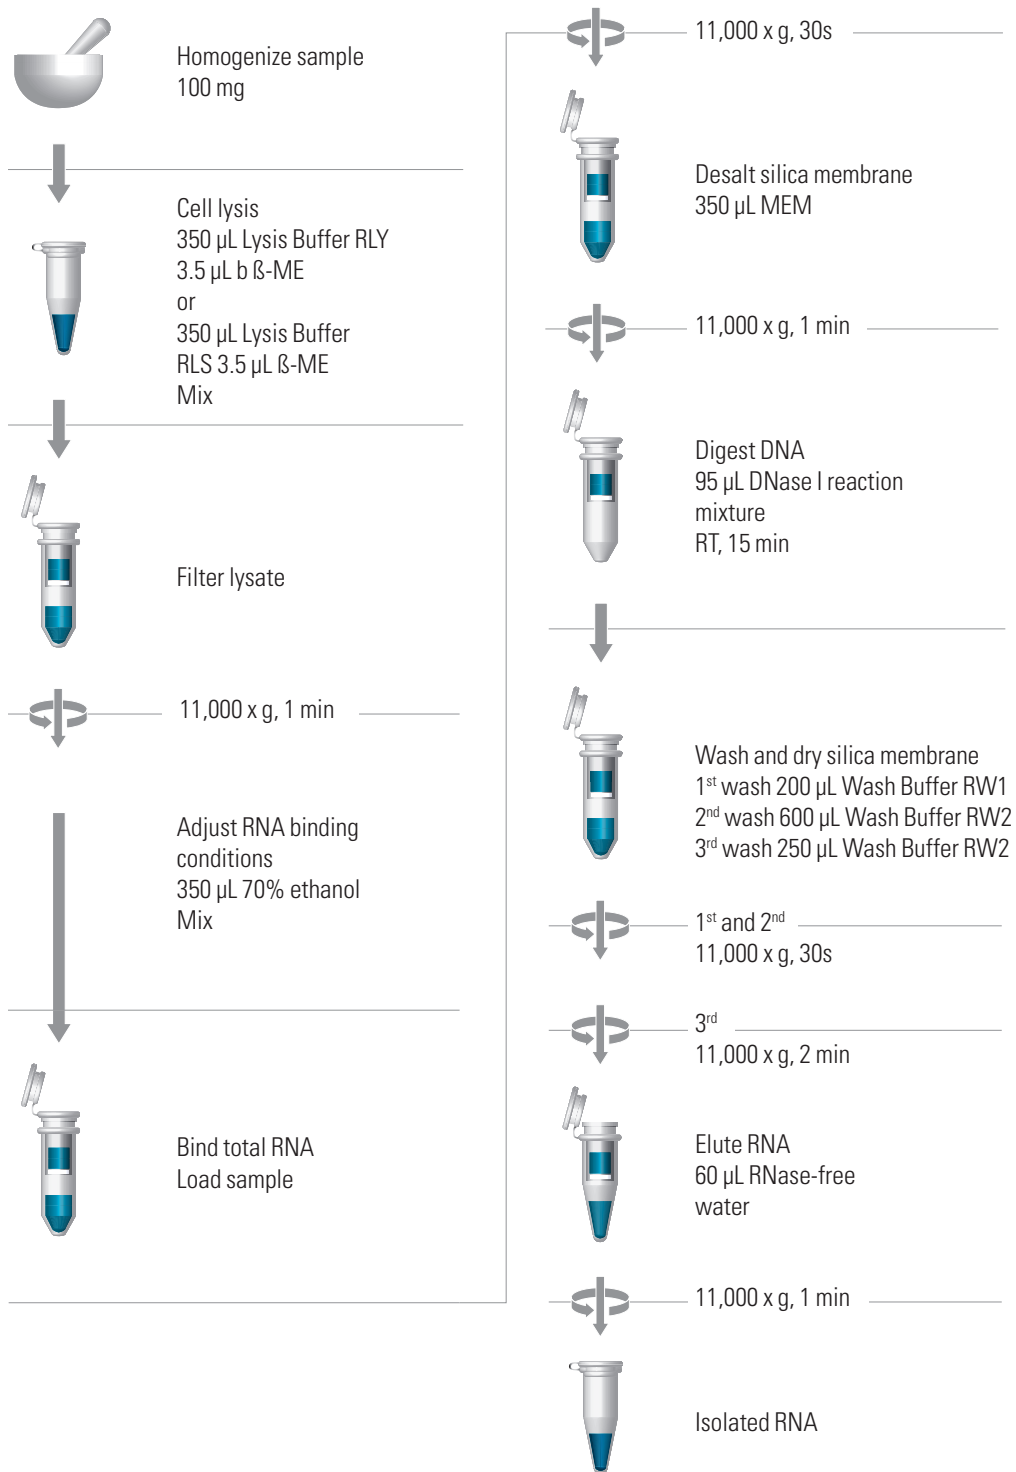 Homogenize sample
100 mg
Cell lysis
350 µL Lysis Buffer RLY
3.5 µL b ß-ME
or
350 µL Lysis Buffer
RLS 3.5 µL ß-ME
Mix
Filter lysate
11,000 x g, 1 min
Adjust RNA binding
conditions
350 µL 70% ethanol
Mix
Bind total RNA
Load sample
11,000 x g, 30s
Desalt silica membrane
350 µL MEM
11,000 x g, 1 min
Digest DNA
95 µL DNase I reaction
mixture
RT, 15 min
Wash and dry silica membrane
1st wash 200 µL Wash Buffer RW1
2nd wash 600 µL Wash Buffer RW2
3rd wash 250 µL Wash Buffer RW2
1st and 2nd
11,000 x g, 30s
3rd
11,000 x g, 2 min
Elute RNA
60 µL RNase-free
water
11,000 x g, 1 min
Isolated RNA